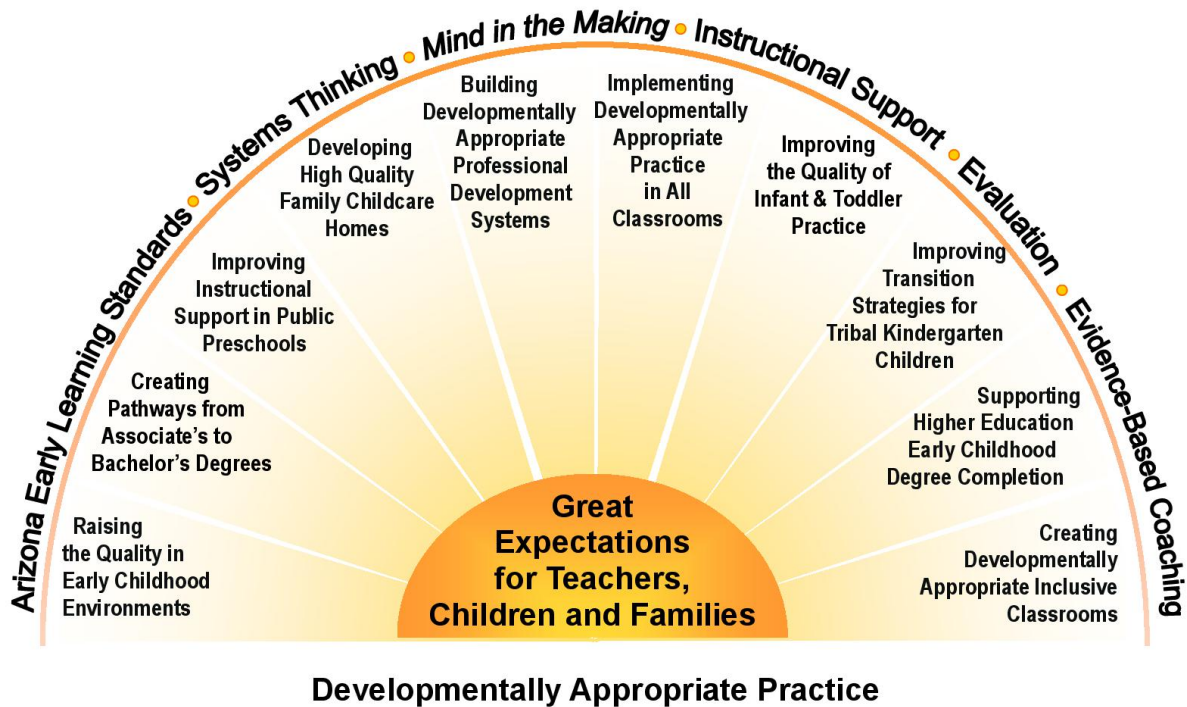 Arizona Early Learning Standards • Systems Thinking • Mind in the Making • Instructional Support • Evaluation • Evidence-Based Coaching
Raising
the Quality in
Early Childhood
Environments
Creating
Pathways from
Associate’s to
Bachelor’s Degrees
Improving
Instructional
Support in Public
Preschools
Developing
High Quality
Family Childcare
Homes
Building
Developmentally
Appropriate
Professional
Development
Systems
Implementing
Developmentally
Appropriate
Practice
in All
Classrooms
Improving
the Quality of
Infant & Toddler
Practice
Improving
Transition
Strategies for
Tribal Kindergarten
Children
Supporting
Higher Education
Early Childhood
Degree Completion
Creating
Developmentally
Appropriate Inclusive
Classrooms
Great
Expectations
for Teachers,
Children and Families
Developmentally Appropriate Practice